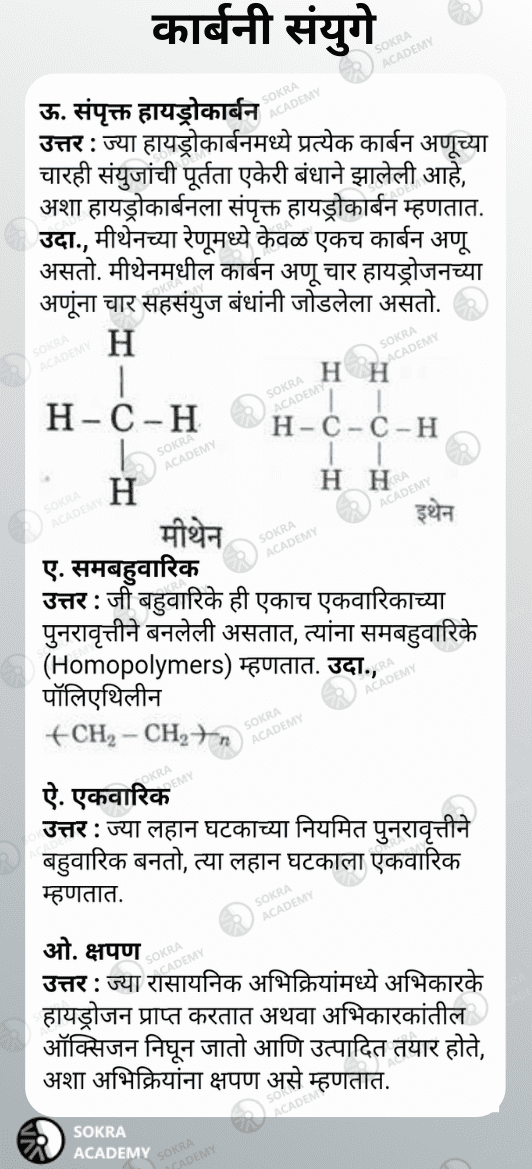 कार्बनी संयुगे
ऊ. संपृक्त हायड्रोकार्बन
उत्तर : ज्या हायड्रोकार्बनमध्ये प्रत्येक कार्बन अणूच्या
चारही संयुजांची पूर्तता एकेरी बंधाने झालेली आहे,
अशा हायड्रोकार्बनला संपृक्त हायड्रोकार्बन म्हणतात.
उदा., मीथेनच्या रेणूमध्ये केवळ एकच कार्बन अणू
असतो. मीथेनमधील कार्बन अणू चार हायड्रोजनच्या
अणूंना चार सहसंयुज बंधांनी जोडलेला असतो.
H
H – C – H
H
मीथेन
H H
H – C – C – H
H H
इथेन
ए. समबहुवारिक
उत्तर : जी बहुवारिके ही एकाच एकवारिकाच्या
पुनरावृत्तीने बनलेली असतात, त्यांना समबहुवारिके
(Homopolymers) म्हणतात. उदा.,
पॉलिएथिलीन
(CH₂ – CH₂)n
ऐ. एकवारिक
उत्तर : ज्या लहान घटकाच्या नियमित पुनरावृत्तीने
बहुवारिक बनतो, त्या लहान घटकाला एकवारिक
म्हणतात.
ओ. क्षपण
उत्तर : ज्या रासायनिक अभिक्रियांमध्ये अभिकारके
हायड्रोजन प्राप्त करतात अथवा अभिकारकांतील
ऑक्सिजन निघून जातो आणि उत्पादित तयार होते,
अशा अभिक्रियांना क्षपण असे म्हणतात.
SOKRA
ACADEMY